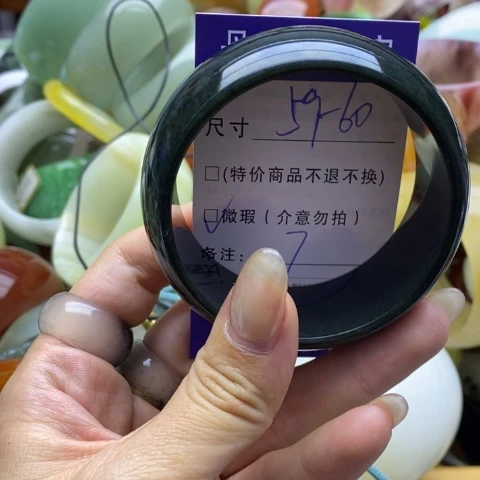 尺寸 59-60
□(特价商品不退不换)
☑微瑕(介意勿拍)
备注: 7